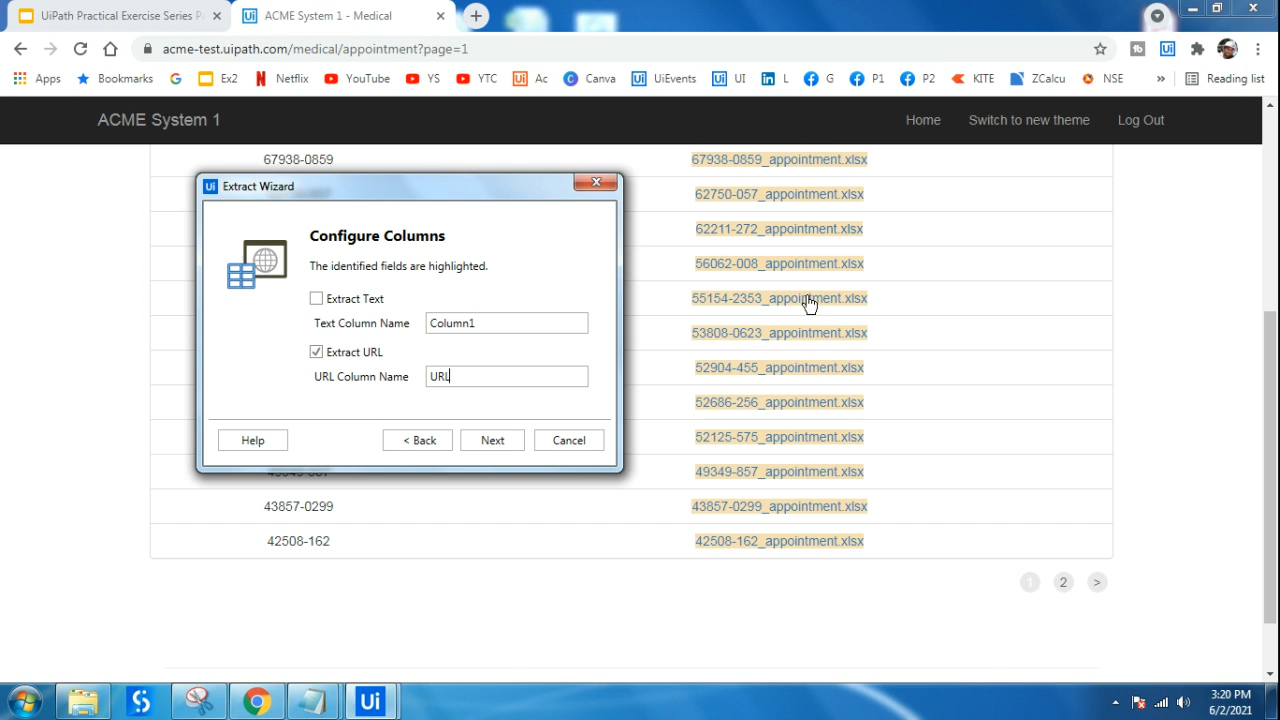 UiPath Practical Exercise Series P
ACME System 1 - Medical
acme-test.uipath.com/medical/appointment?page=1
Apps
Bookmarks
Ex2
Netflix
YouTube
YS
YTC
Ac
Canva
UiEvents
UI
L
G
P1
P2
KITE
ZCalcu
NSE
»
Reading list
ACME System 1
Home
Switch to new theme
Log Out
67938-0859
67938-0859_appointment.xlsx
62750-057_appointment.xlsx
62211-272_appointment.xlsx
56062-008_appointment.xlsx
55154-2353_appointment.xlsx
53808-0623_appointment.xlsx
52904-455_appointment.xlsx
52686-256_appointment.xlsx
52125-575_appointment.xlsx
49349-857_appointment.xlsx
43857-0299
43857-0299_appointment.xlsx
42508-162
42508-162_appointment.xlsx
1
2
>
Ui Extract Wizard
Configure Columns
The identified fields are highlighted.
Extract Text
Text Column Name
Column1
Extract URL
URL Column Name
URL
Help
< Back
Next
Cancel
Ui
3:20 PM
6/2/2021